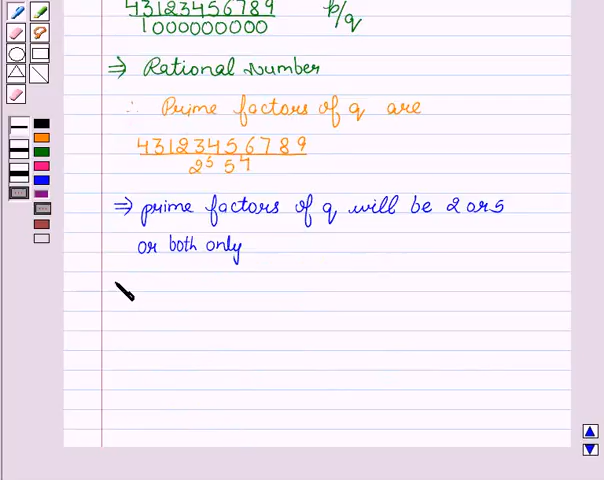 43123456789 p/q
1000000000
⇒ Rational Number
∴ Prime factors of q are
43123456789
2⁵ 5⁴
⇒ prime factors of q will be 2 or 5
or both only